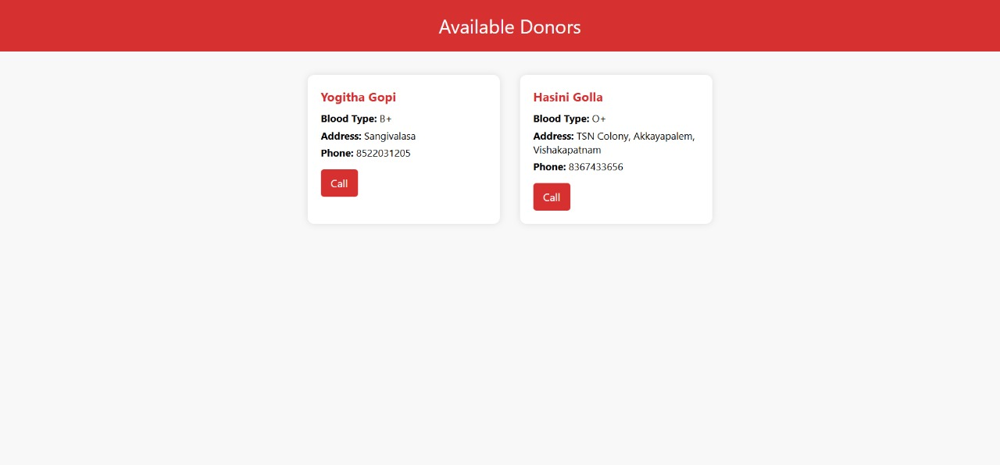 Available Donors
Yogitha Gopi
Blood Type: B+
Address: Sangivalasa
Phone: 8522031205
Call
Hasini Golla
Blood Type: O+
Address: TSN Colony, Akkayapalem,
Vishakapatnam
Phone: 8367433656
Call